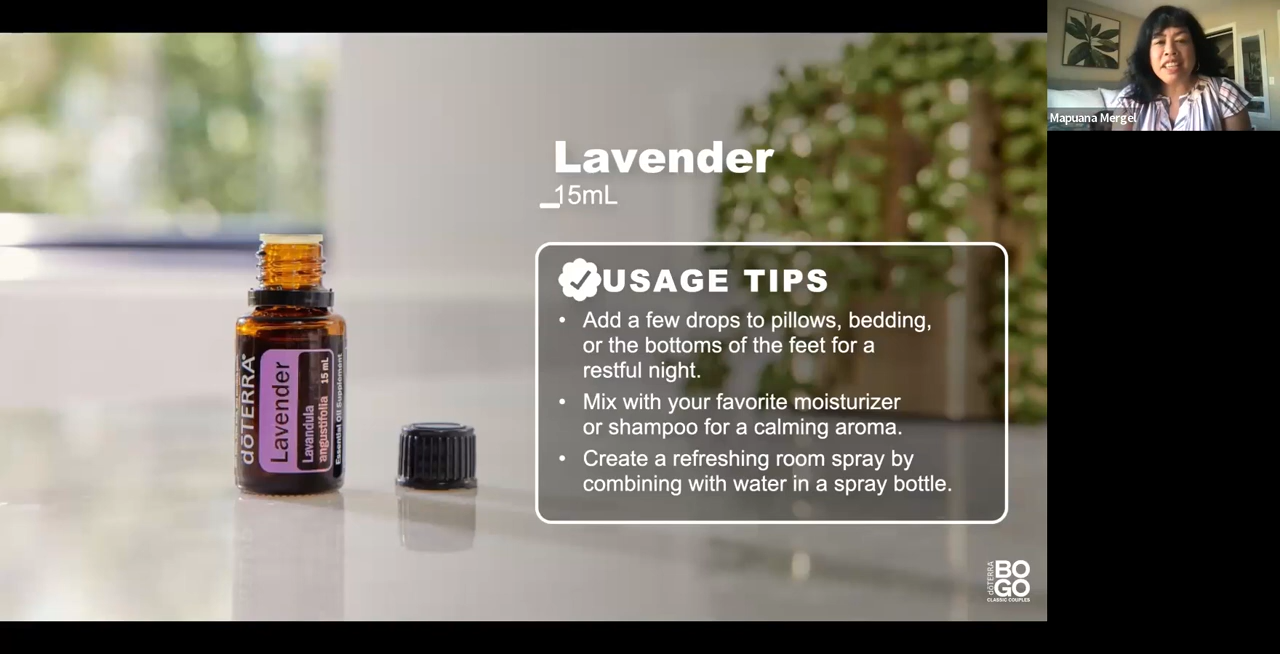 Lavender
15mL
USAGE TIPS
• Add a few drops to pillows, bedding,
or the bottoms of the feet for a
restful night.
• Mix with your favorite moisturizer
or shampoo for a calming aroma.
• Create a refreshing room spray by
combining with water in a spray bottle.
dōTERRA
Lavender
Lavandula
angustifolia 15 mL
Essential Oil Supplement
dōTERRA
BO
GO
CLASSIC COUPLES
Mapuana Mergel